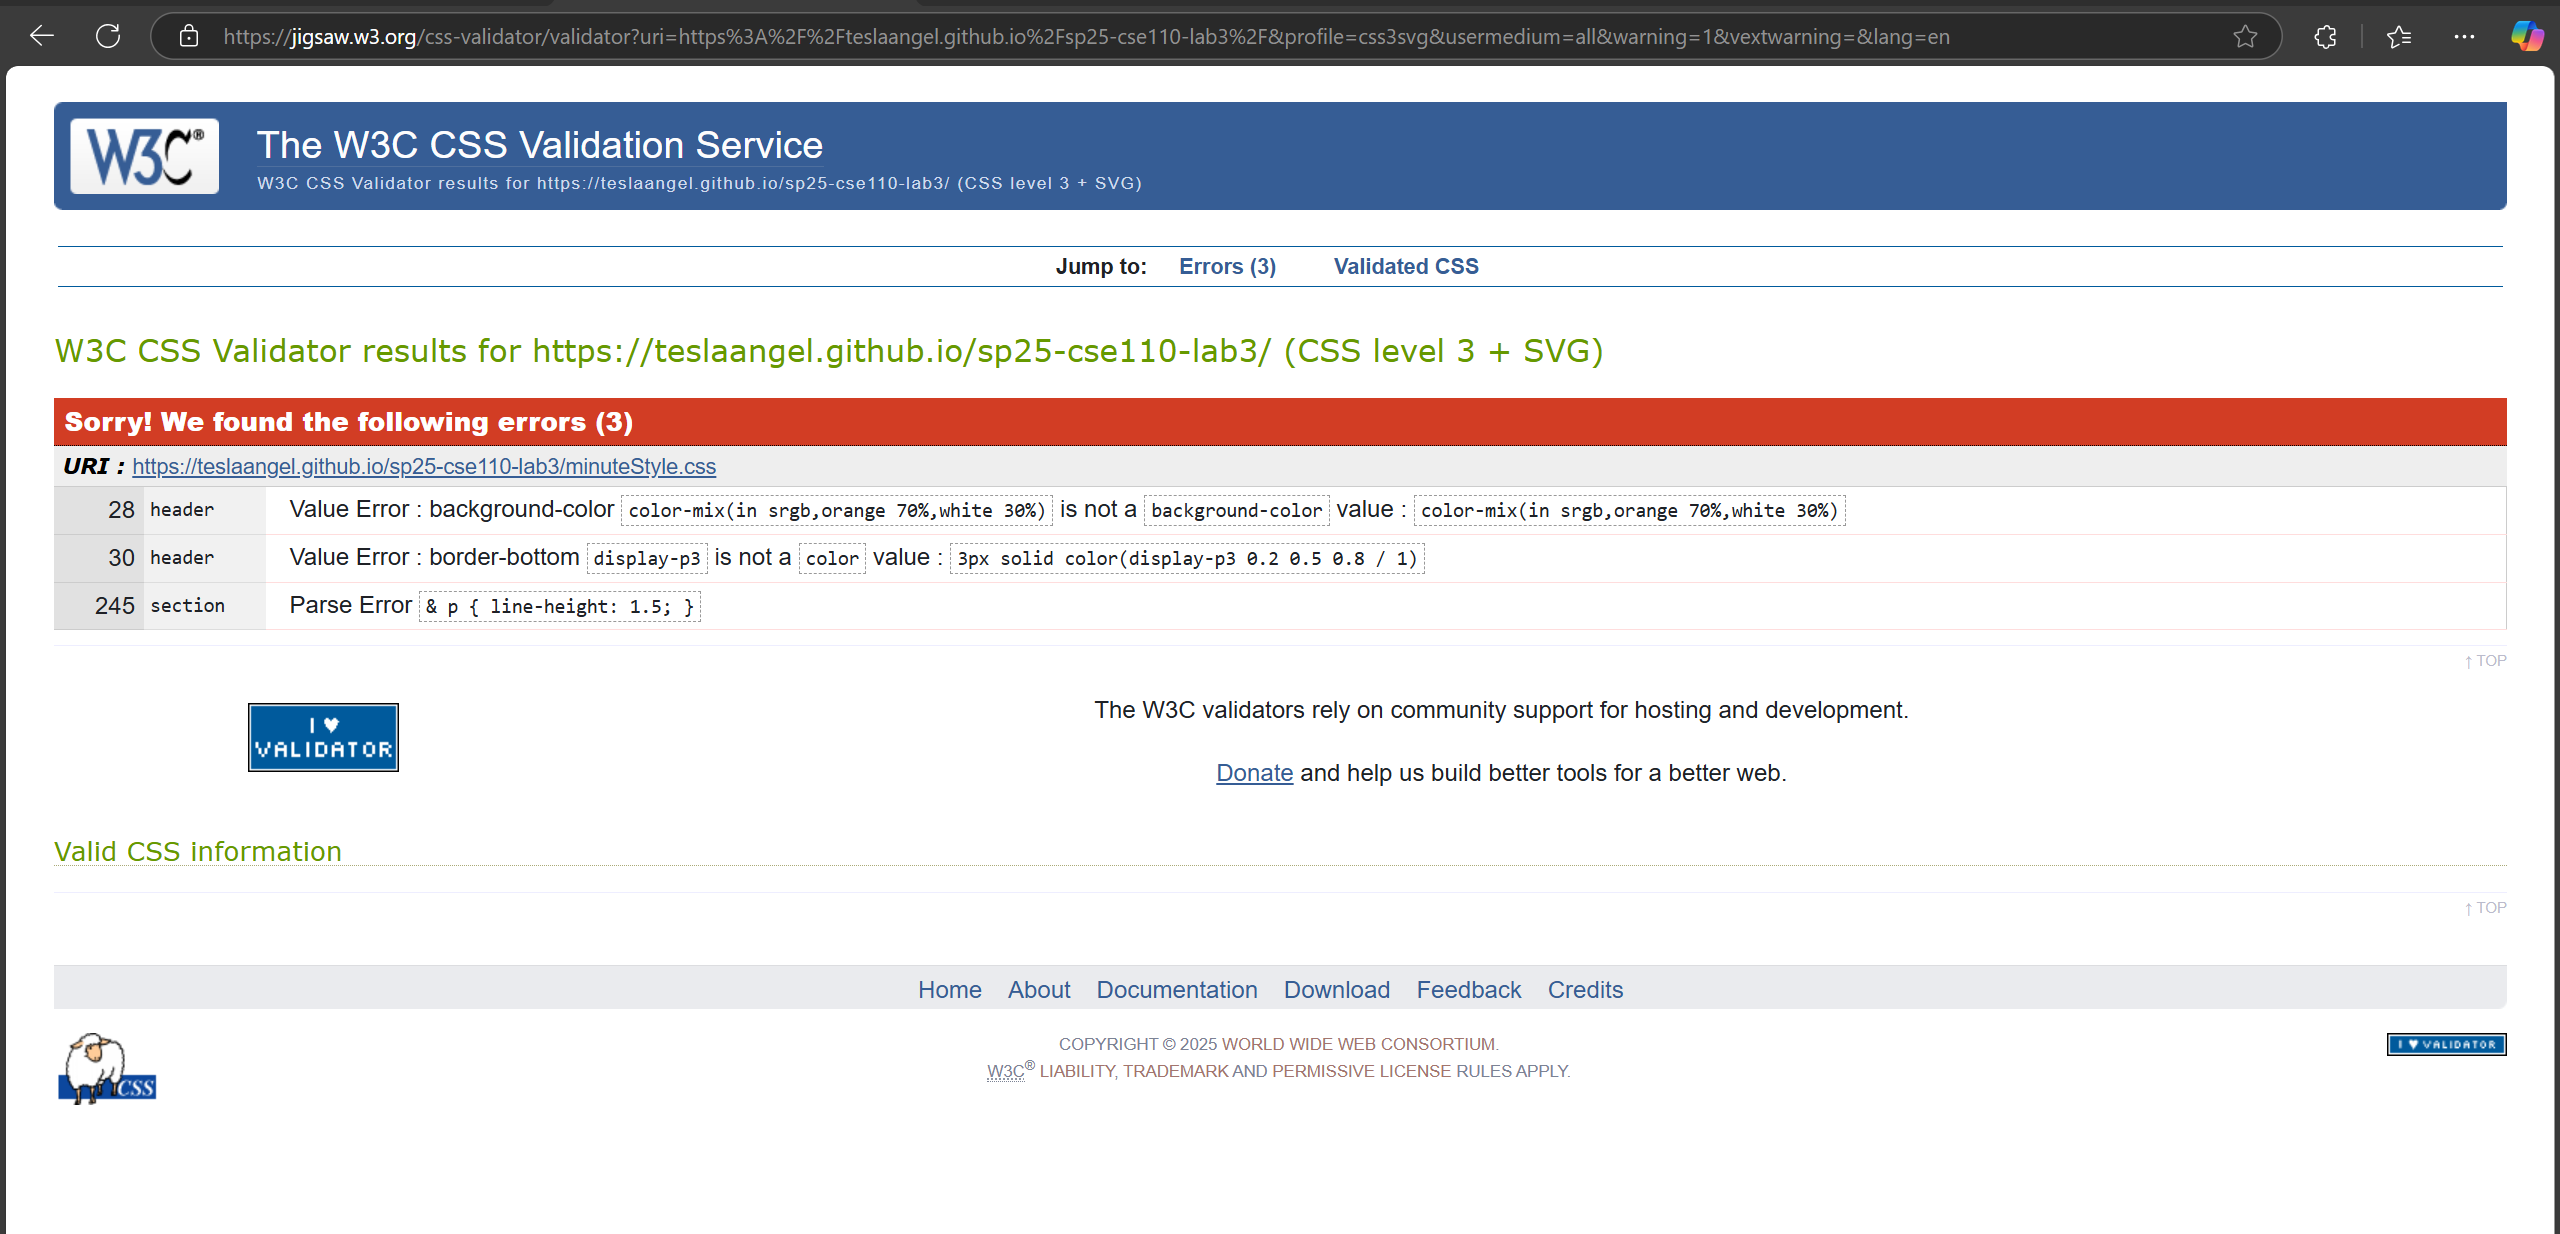 https://jigsaw.w3.org/css-validator/validator?uri=https%3A%2F%2Fteslaangel.github.io%2Fsp25-cse110-lab3%2F&profile=css3svg&usermedium=all&warning=1&vextwarning=&lang=en
W3C®
The W3C CSS Validation Service
W3C CSS Validator results for https://teslaangel.github.io/sp25-cse110-lab3/ (CSS level 3 + SVG)
Jump to: Errors (3) Validated CSS
W3C CSS Validator results for https://teslaangel.github.io/sp25-cse110-lab3/ (CSS level 3 + SVG)
Sorry! We found the following errors (3)
URI : https://teslaangel.github.io/sp25-cse110-lab3/minuteStyle.css
28 header Value Error : background-color color-mix(in srgb,orange 70%,white 30%) is not a background-color value : color-mix(in srgb,orange 70%,white 30%)
30 header Value Error : border-bottom display-p3 is not a color value : 3px solid color(display-p3 0.2 0.5 0.8 / 1)
245 section Parse Error & p { line-height: 1.5; }
↑ TOP
I ♥
VALIDATOR
The W3C validators rely on community support for hosting and development.
Donate and help us build better tools for a better web.
Valid CSS information
↑ TOP
Home About Documentation Download Feedback Credits
CSS
COPYRIGHT © 2025 WORLD WIDE WEB CONSORTIUM.
W3C® LIABILITY, TRADEMARK AND PERMISSIVE LICENSE RULES APPLY.
I ♥ VALIDATOR